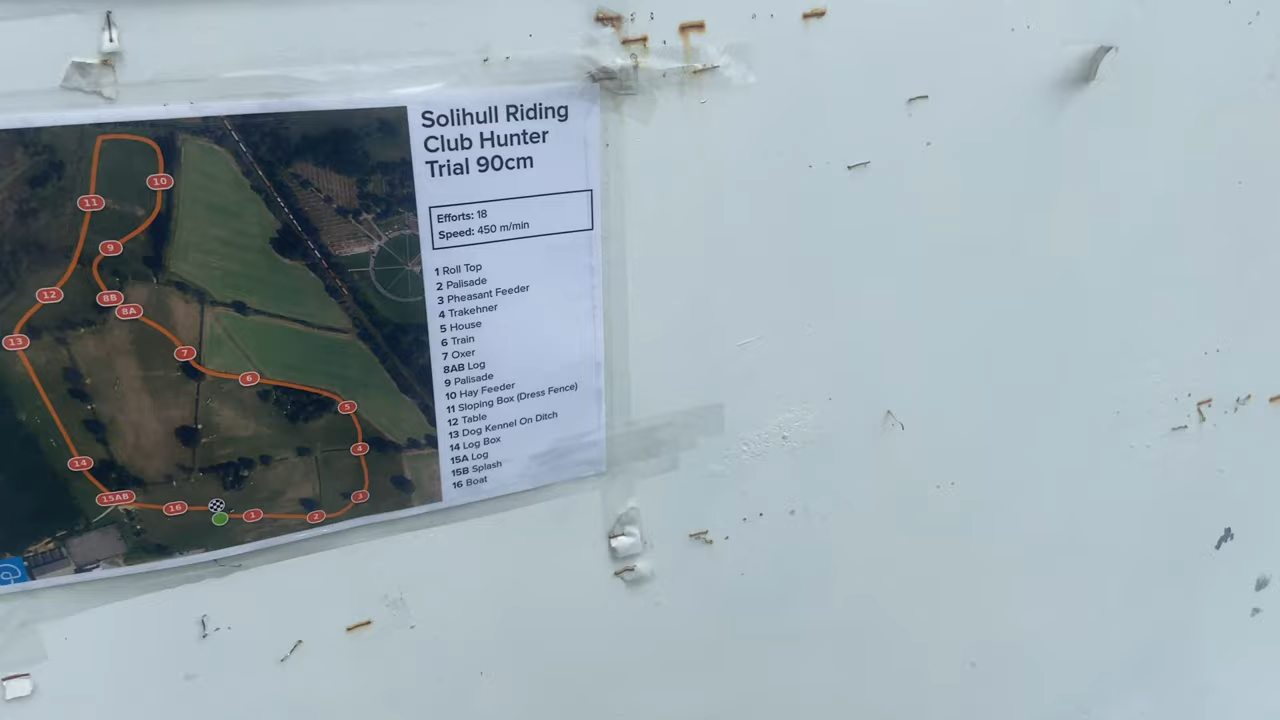 Solihull Riding
Club Hunter
Trial 90cm
Efforts: 18
Speed: 450 m/min
1 Roll Top
2 Palisade
3 Pheasant Feeder
4 Trakehner
5 House
6 Train
7 Oxer
8AB Log
9 Palisade
10 Hay Feeder
11 Sloping Box (Dress Fence)
12 Table
13 Dog Kennel On Ditch
14 Log Box
15A Log
15B Splash
16 Boat
10
11
9
12
8B
8A
13
7
6
5
4
14
3
15AB
16
1
2